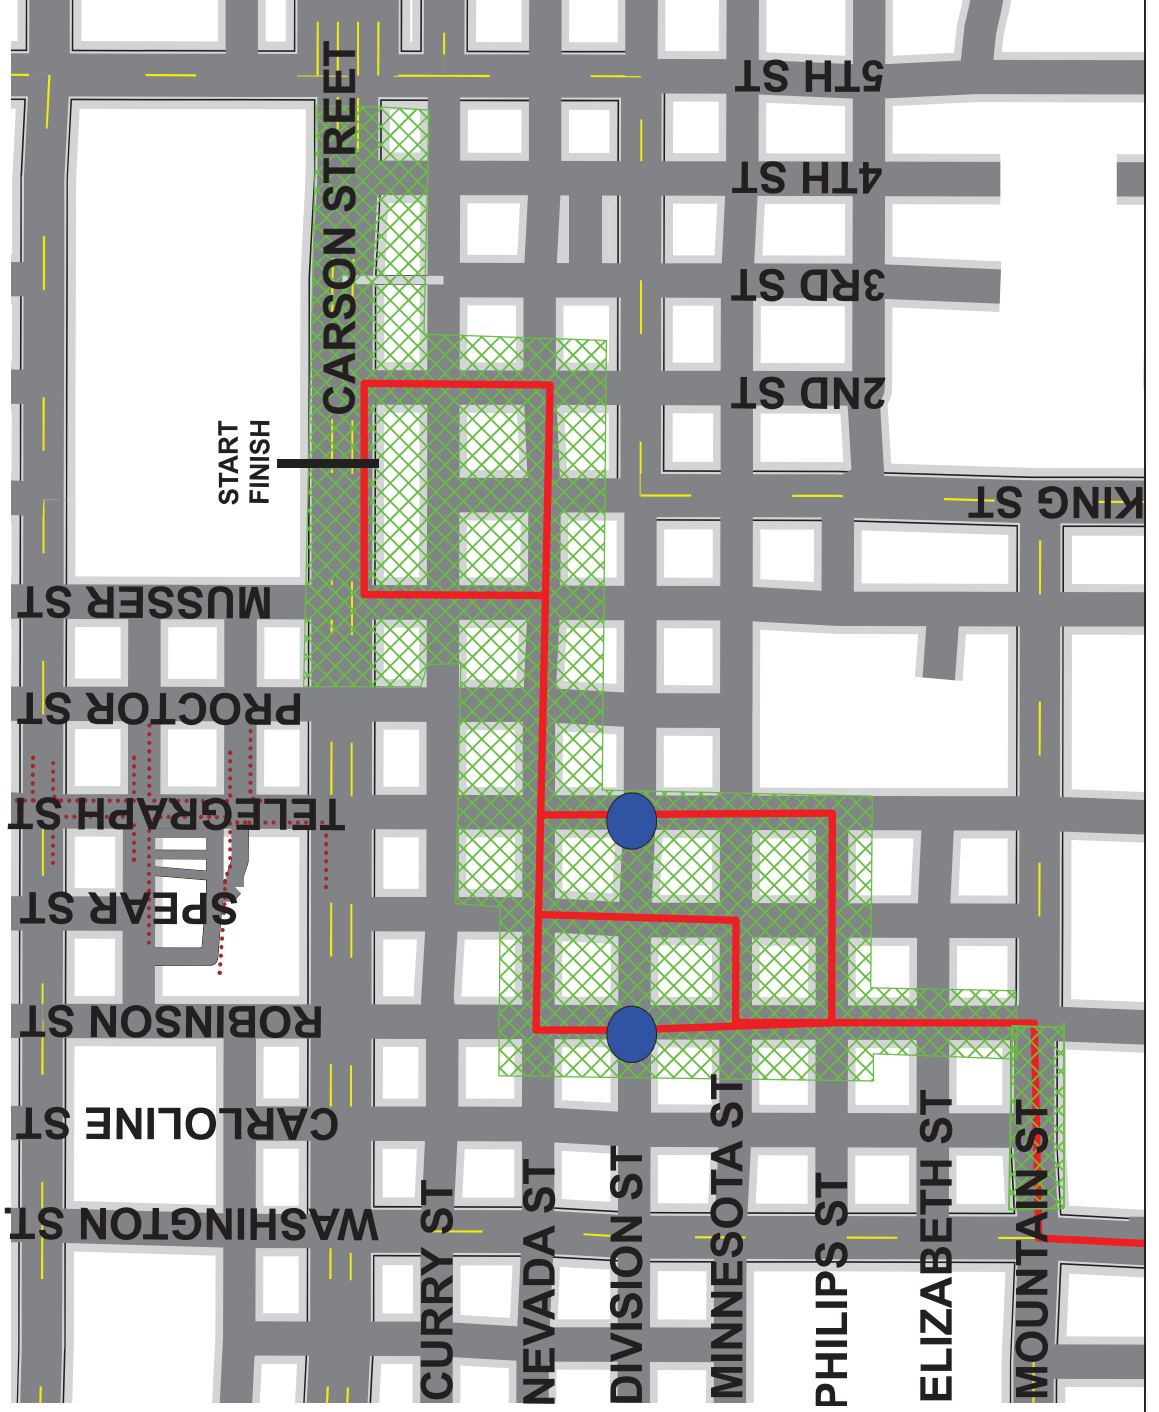 5TH ST
CARSON STREET
4TH ST
3RD ST
2ND ST
START
FINISH
KING ST
MUSSER ST
PROCTOR ST
TELEGRAPH ST
SPEAR ST
ROBINSON ST
CARLOLINE ST
WASHINGTON ST.
CURRY ST
NEVADA ST
DIVISION ST
MINNESOTA ST
PHILIPS ST
ELIZABETH ST
MOUNTAIN ST